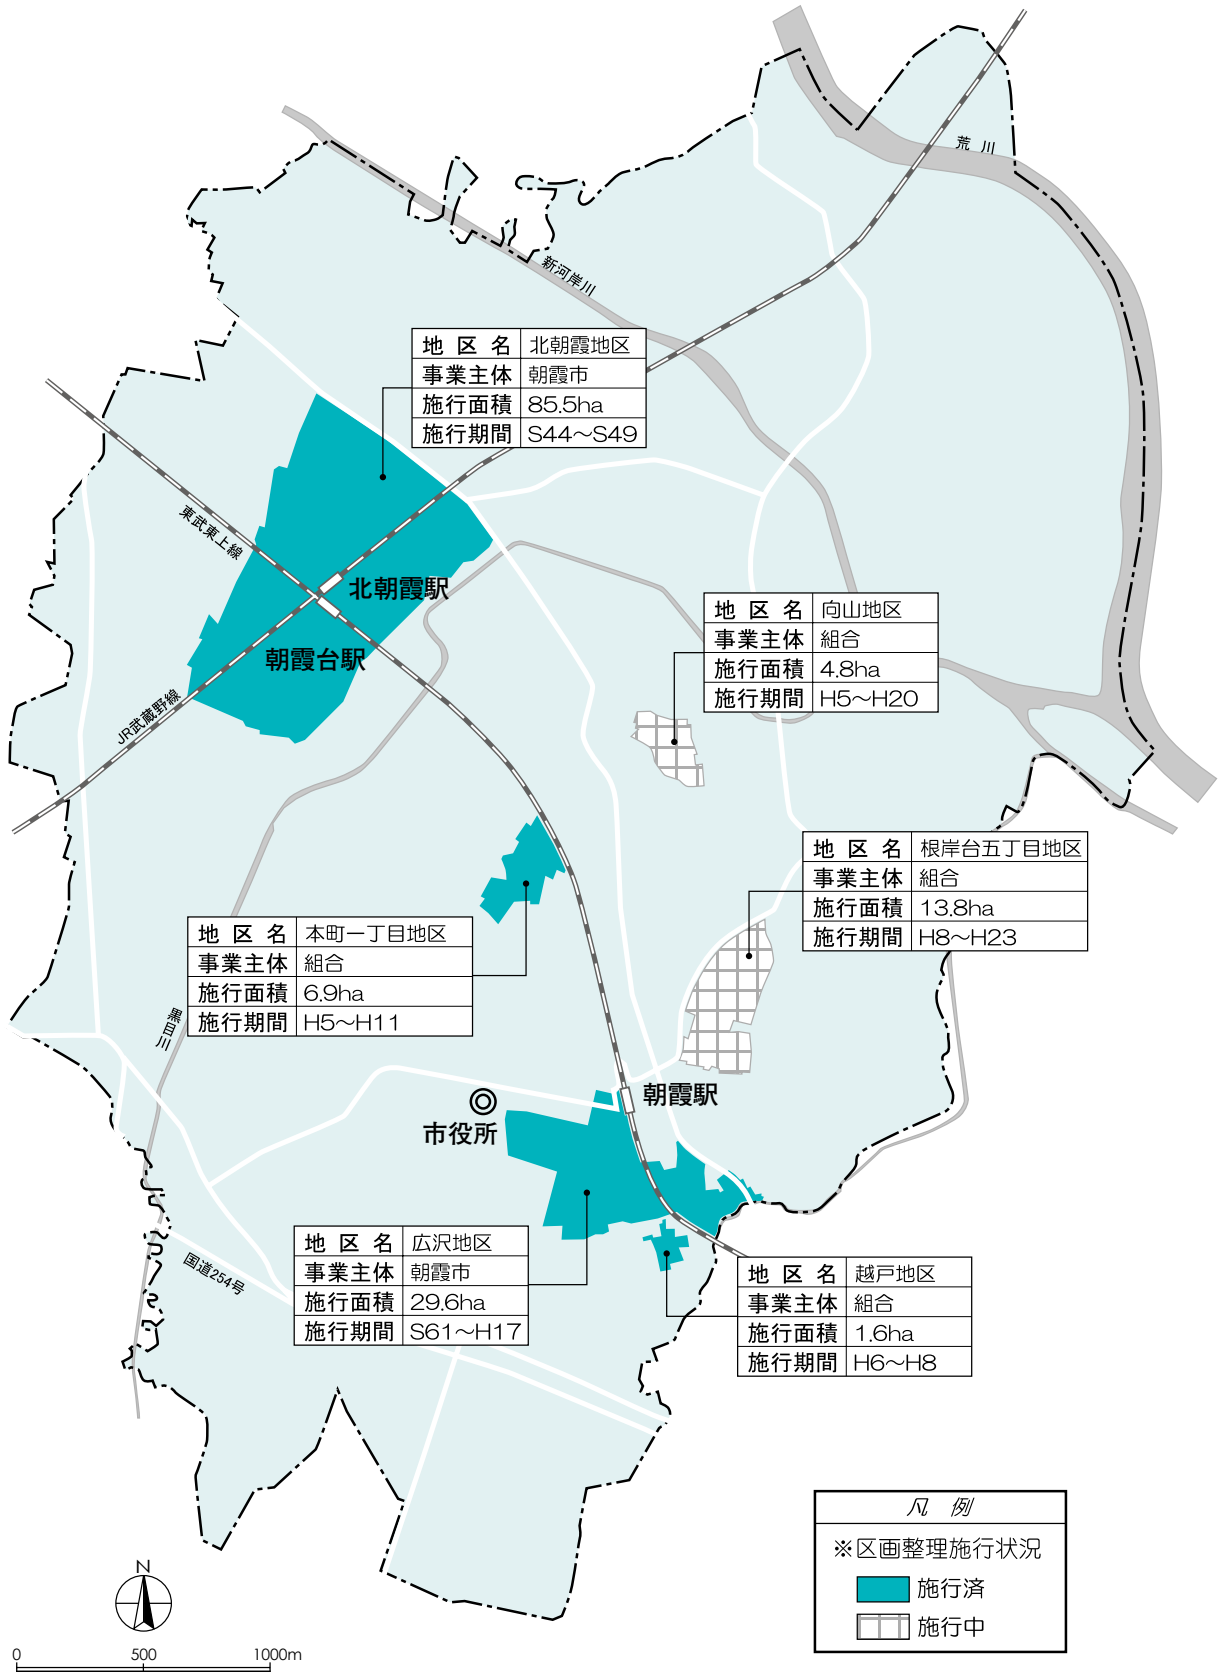 荒川
新河岸川
地区名 北朝霞地区
事業主体 朝霞市
施行面積 85.5ha
施行期間 S44～S49
東武東上線
北朝霞駅
朝霞台駅
JR武蔵野線
地区名 向山地区
事業主体 組合
施行面積 4.8ha
施行期間 H5～H20
地区名 根岸台五丁目地区
事業主体 組合
施行面積 13.8ha
施行期間 H8～H23
地区名 本町一丁目地区
事業主体 組合
施行面積 6.9ha
施行期間 H5～H11
黒目川
朝霞駅
市役所
地区名 広沢地区
事業主体 朝霞市
施行面積 29.6ha
施行期間 S61～H17
国道254号
地区名 越戸地区
事業主体 組合
施行面積 1.6ha
施行期間 H6～H8
凡例
※区画整理施行状況
施行済
施行中
N
0 500 1000m